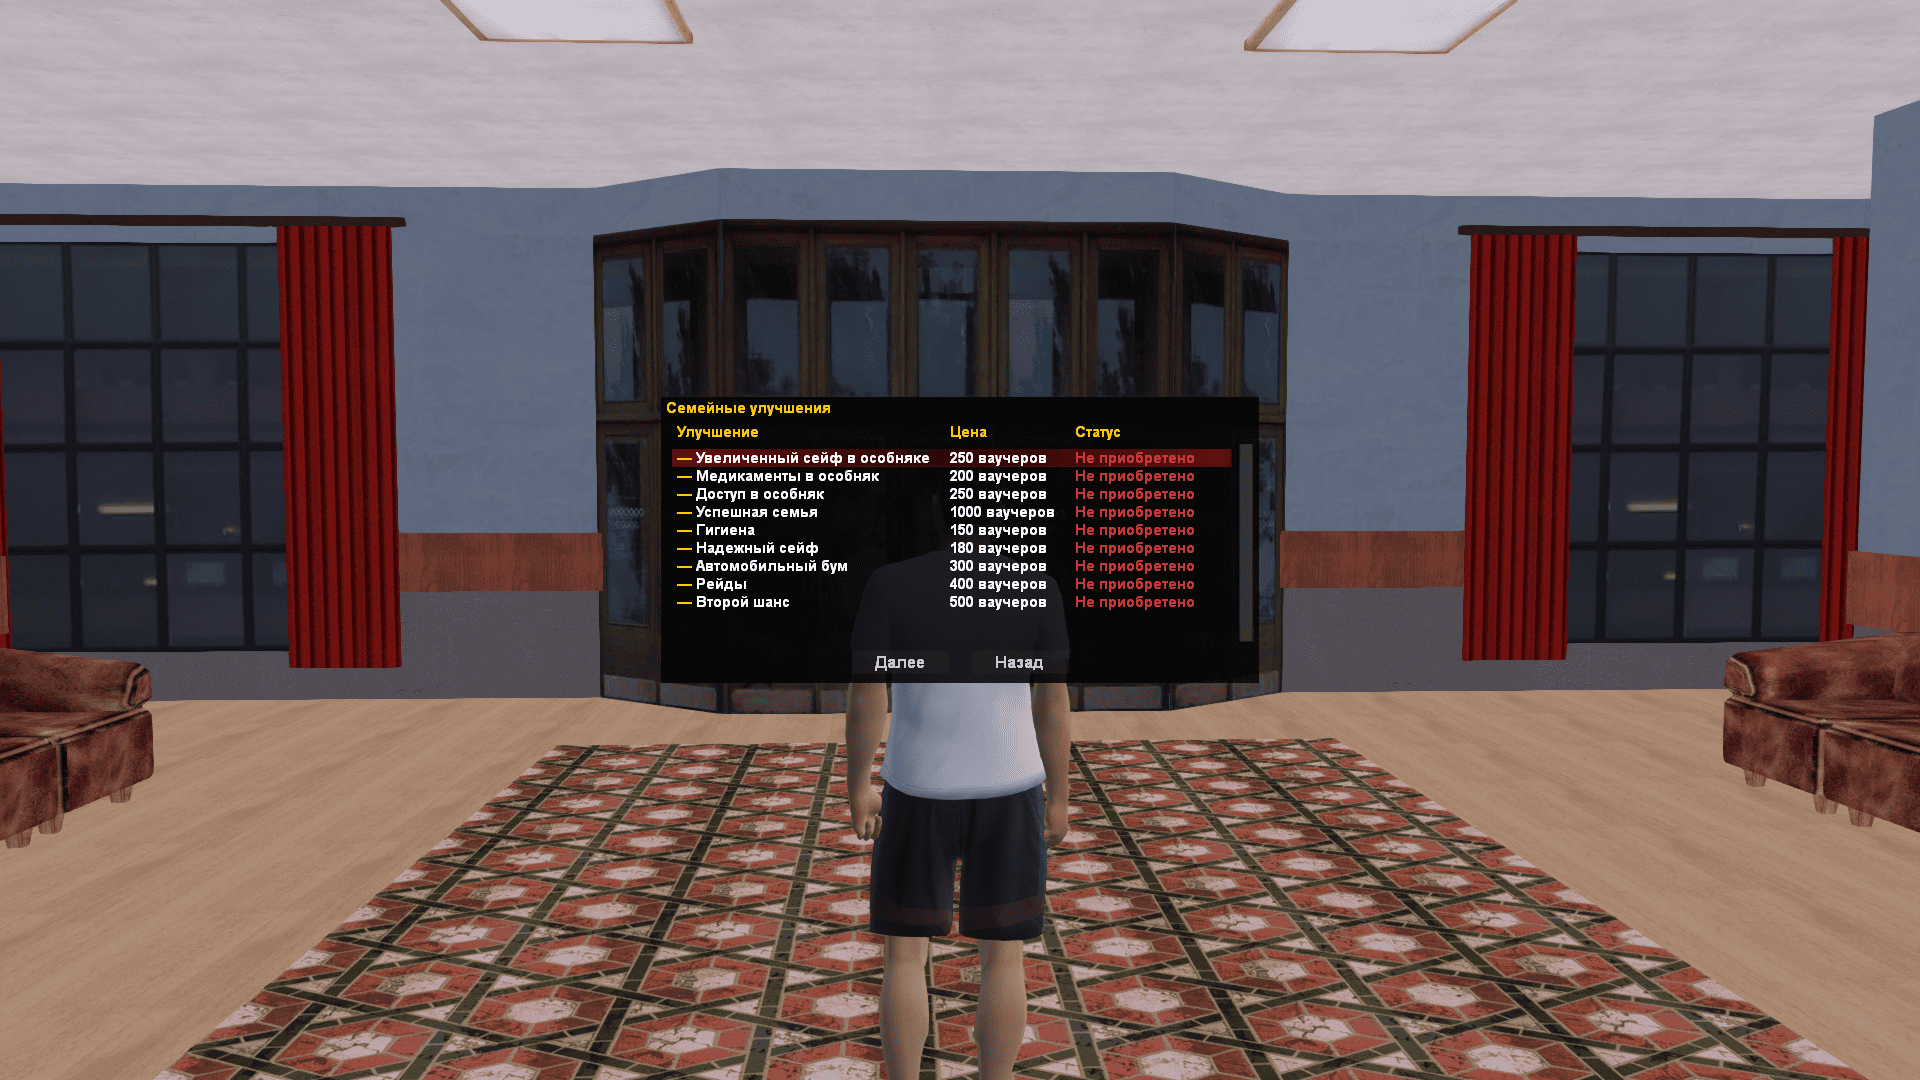 Семейные улучшения
Улучшение Цена Статус
— Увеличенный сейф в особняке 250 ваучеров Не приобретено
— Медикаменты в особняк 200 ваучеров Не приобретено
— Доступ в особняк 250 ваучеров Не приобретено
— Успешная семья 1000 ваучеров Не приобретено
— Гигиена 150 ваучеров Не приобретено
— Надежный сейф 180 ваучеров Не приобретено
— Автомобильный бум 300 ваучеров Не приобретено
— Рейды 400 ваучеров Не приобретено
— Второй шанс 500 ваучеров Не приобретено
Далее Назад